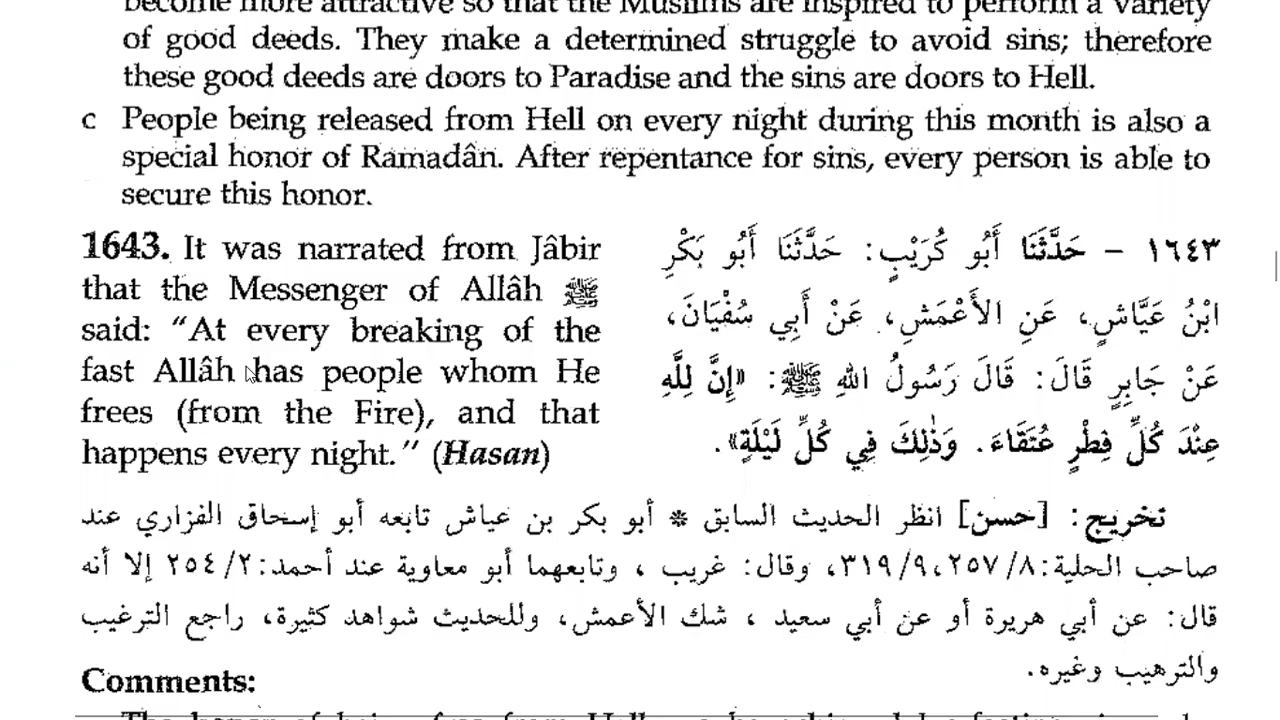 become more attractive so that the Muslims are inspired to perform a variety
of good deeds. They make a determined struggle to avoid sins; therefore
these good deeds are doors to Paradise and the sins are doors to Hell.
c People being released from Hell on every night during this month is also a
special honor of Ramadân. After repentance for sins, every person is able to
secure this honor.
1643. It was narrated from Jâbir
that the Messenger of Allâh ﷺ
said: "At every breaking of the
fast Allâh has people whom He
frees (from the Fire), and that
happens every night." (Hasan)
١٦٤٣ – حَدَّثَنَا أَبُو كُرَيْبٍ: حَدَّثَنَا أَبُو بَكْرِ
ابْنُ عَيَّاشٍ، عَنِ الأَعْمَشِ، عَنْ أَبِي سُفْيَانَ،
عَنْ جَابِرٍ قَالَ: قَالَ رَسُولُ اللهِ ﷺ: «إِنَّ لِلَّهِ
عِنْدَ كُلِّ فِطْرٍ عُتَقَاءَ. وَذٰلِكَ فِي كُلِّ لَيْلَةٍ».
تخريج: [حسن] انظر الحديث السابق * أبو بكر بن عياش تابعه أبو إسحاق الفزاري عند
صاحب الحلية:٨/ ٢٥٧،٩/ ٣١٩، وقال: غريب ، وتابعهما أبو معاوية عند أحمد:٢/ ٢٥٤ إلا أنه
قال: عن أبي هريرة أو عن أبي سعيد ، شك الأعمش، وللحديث شواهد كثيرة، راجع الترغيب
والترهيب وغيره.
Comments: